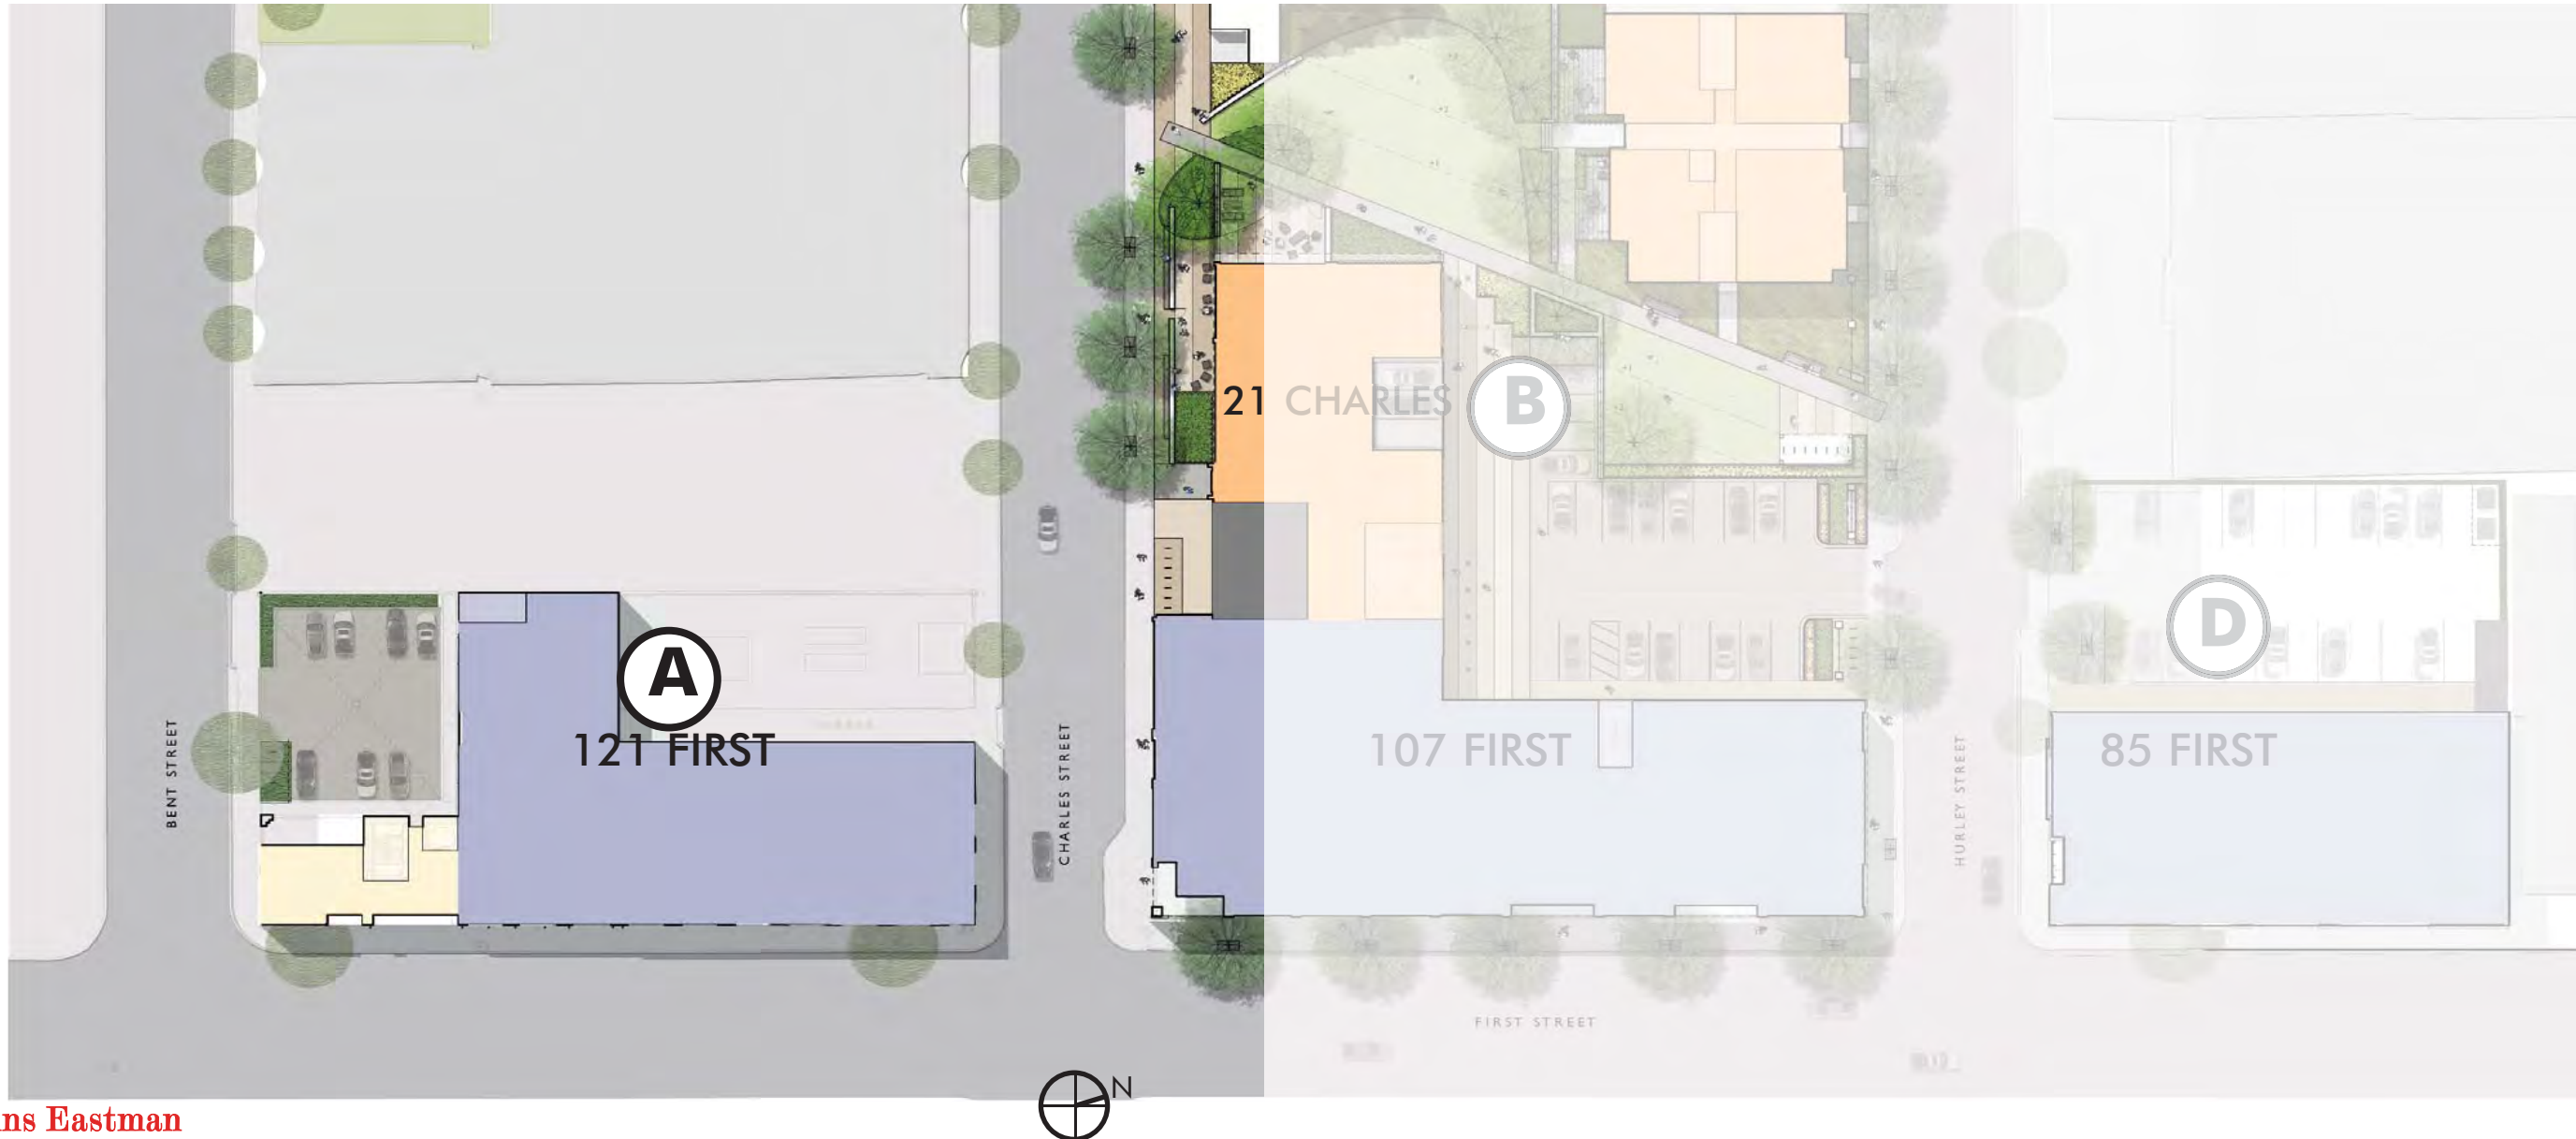 21 CHARLES
B
A
D
121 FIRST
107 FIRST
85 FIRST
BENT STREET
CHARLES STREET
HURLEY STREET
FIRST STREET
N
ns Eastman